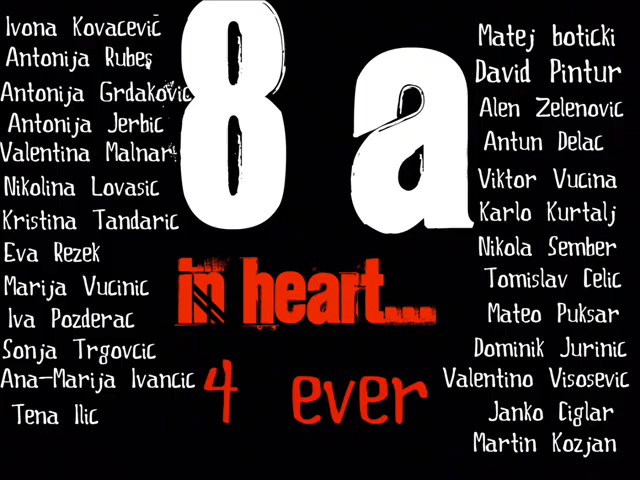 8 a
in heart...
4 ever
Ivona Kovacević
Antonija Rubes
Antonija Grdakovic
Antonija Jerbic
Valentina Malnar
Nikolina Lovasic
Kristina Tandaric
Eva Rezek
Marija Vucinic
Iva Pozderac
Sonja Trgovcic
Ana-Marija Ivancic
Tena Ilic
Matej boticki
David Pintur
Alen Zelenovic
Antun Delac
Viktor Vucina
Karlo Kurtalj
Nikola Sember
Tomislav Celic
Mateo Puksar
Dominik Jurinic
Valentino Visosevic
Janko Ciglar
Martin Kozjan